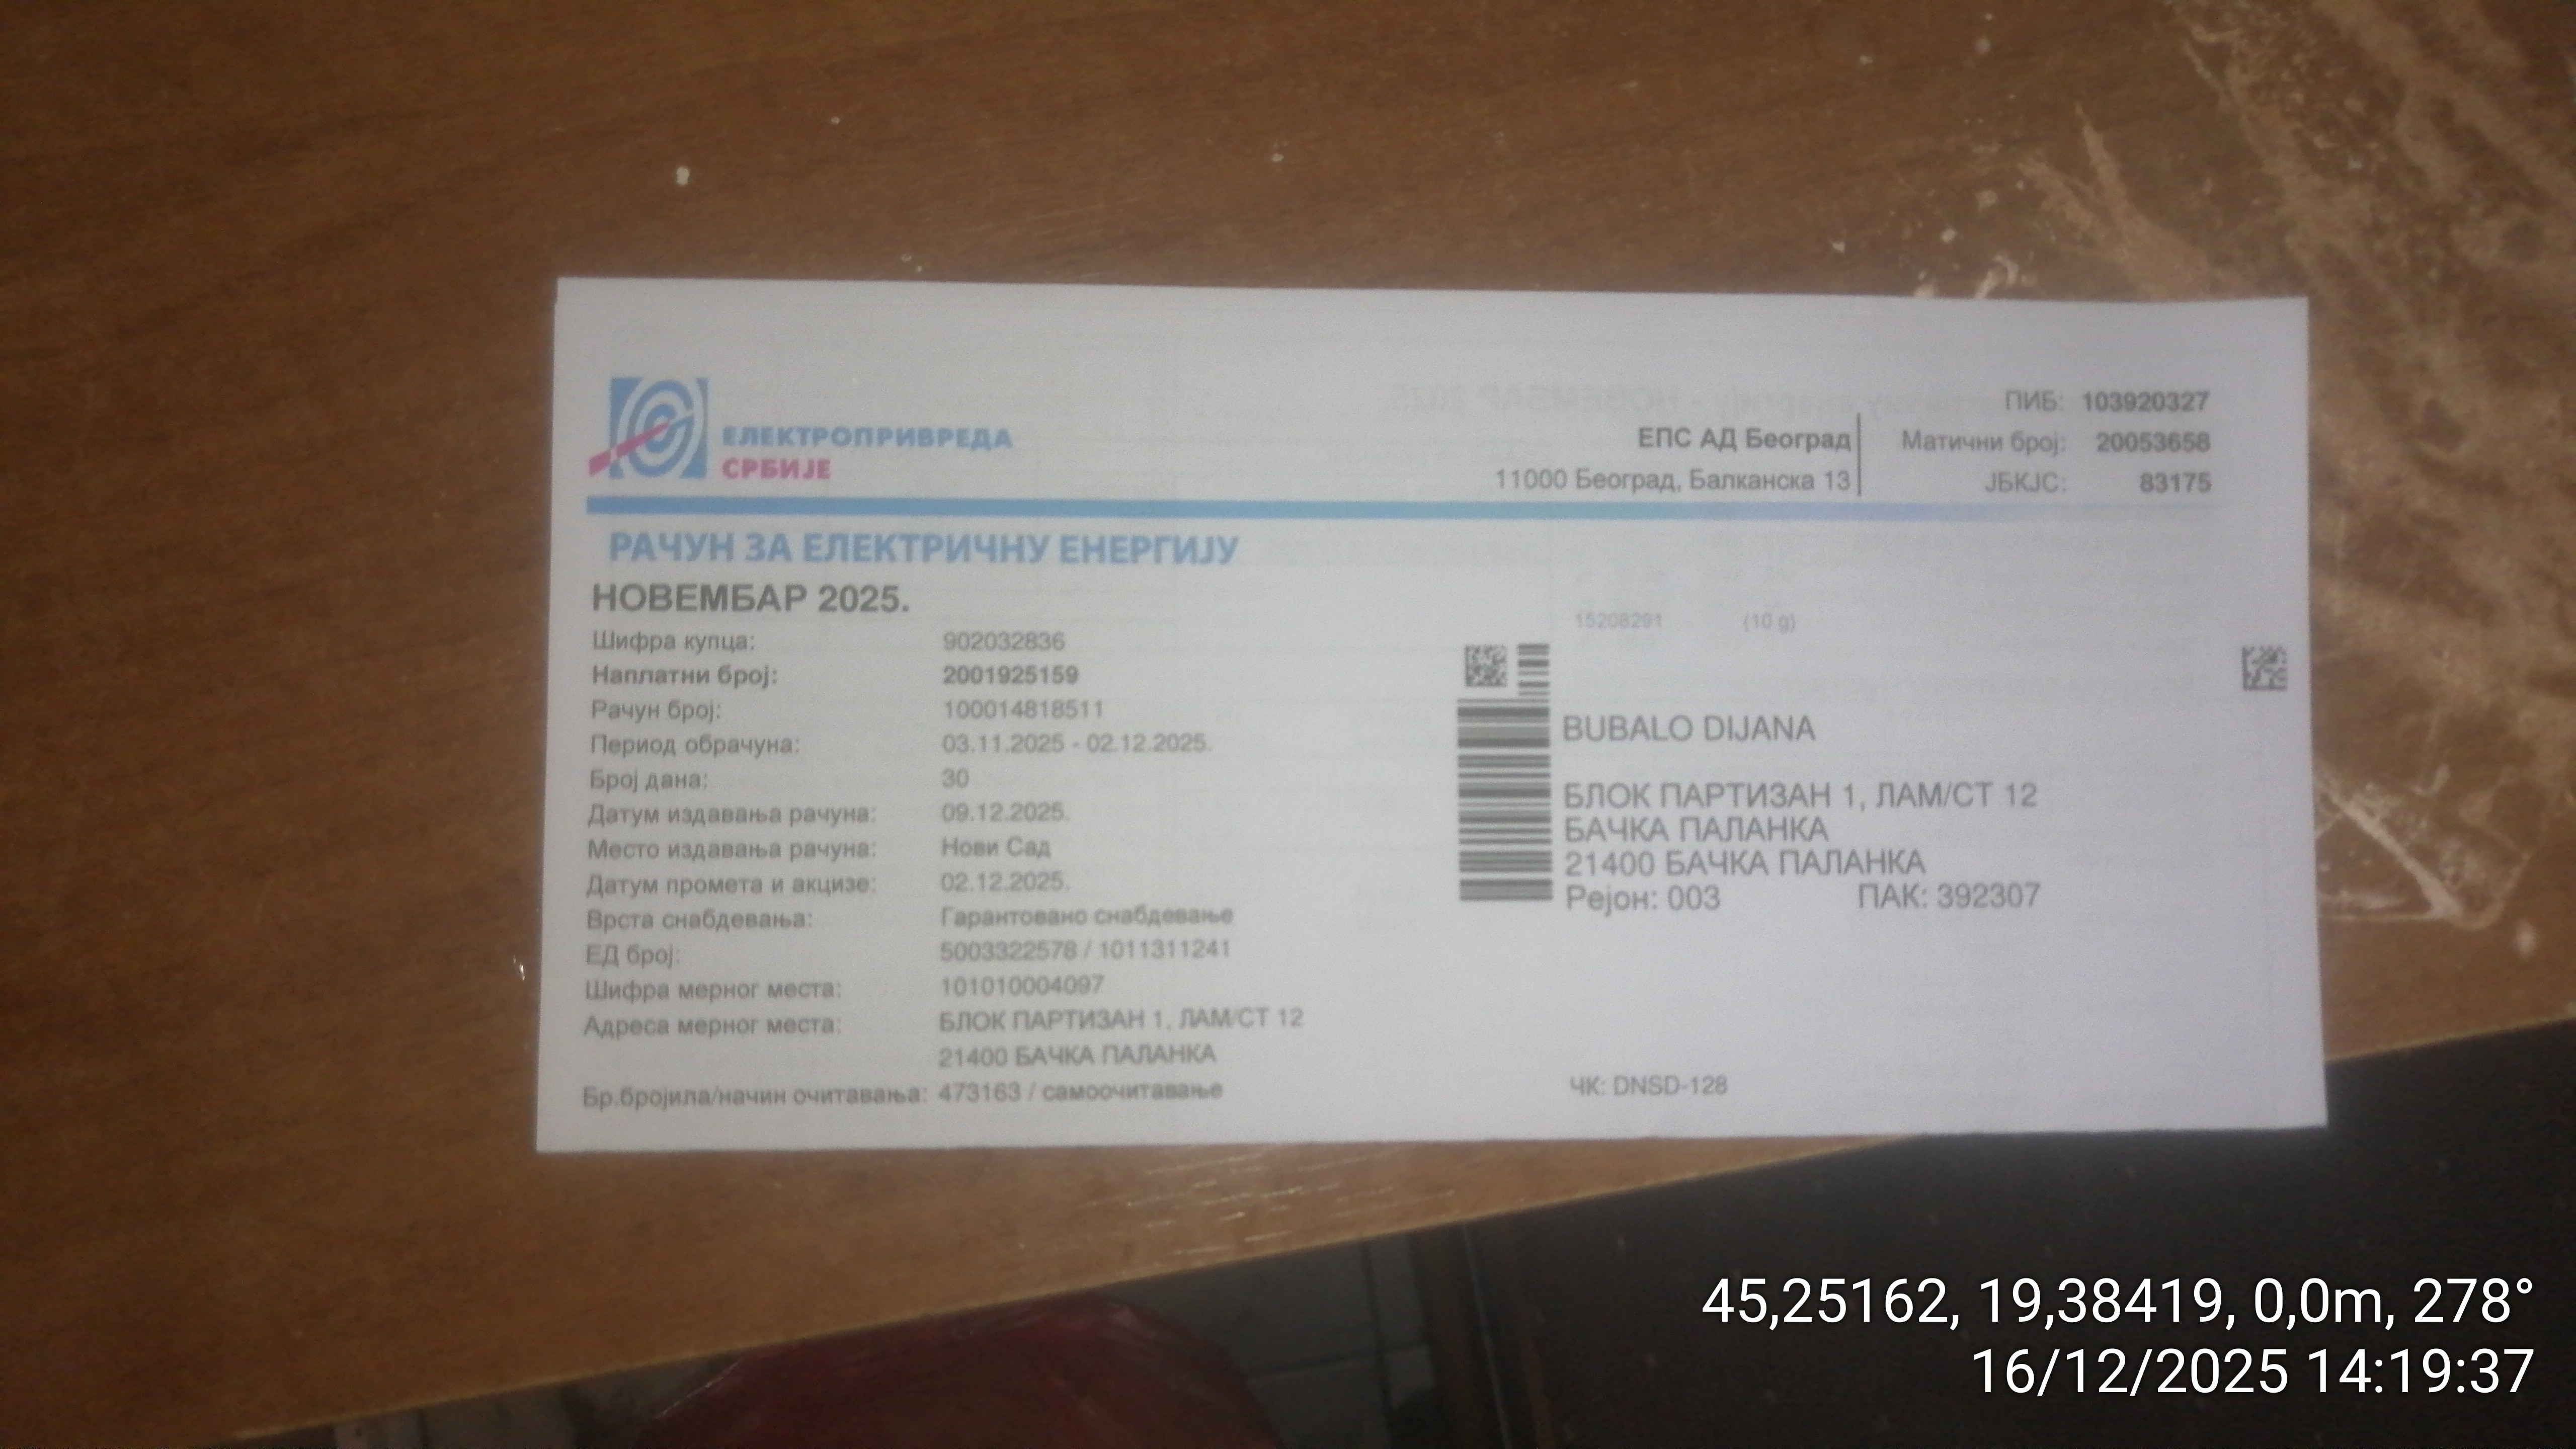 ЕЛЕКТРОПРИВРЕДА
СРБИЈЕ
ЕПС АД Београд
11000 Београд, Балканска 13
ПИБ: 103920327
Матични број: 20053658
ЈБКЈС: 83175
РАЧУН ЗА ЕЛЕКТРИЧНУ ЕНЕРГИЈУ
НОВЕМБАР 2025.
Шифра купца: 902032836
Наплатни број: 2001925159
Рачун број: 100014818511
Период обрачуна: 03.11.2025 - 02.12.2025.
Број дана: 30
Датум издавања рачуна: 09.12.2025.
Место издавања рачуна: Нови Сад
Датум промета и акцизе: 02.12.2025.
Врста снабдевања: Гарантовано снабдевање
ЕД број: 5003322578 / 1011311241
Шифра мерног места: 101010004097
Адреса мерног места: БЛОК ПАРТИЗАН 1, ЛАМ/СТ 12
21400 БАЧКА ПАЛАНКА
Бр.бројила/начин очитавања: 473163 / самоочитавање
15208291 (10 g)
BUBALO DIJANA
БЛОК ПАРТИЗАН 1, ЛАМ/СТ 12
БАЧКА ПАЛАНКА
21400 БАЧКА ПАЛАНКА
Рејон: 003 ПАК: 392307
ЧК: DNSD-128
45,25162, 19,38419, 0,0m, 278°
16/12/2025 14:19:37